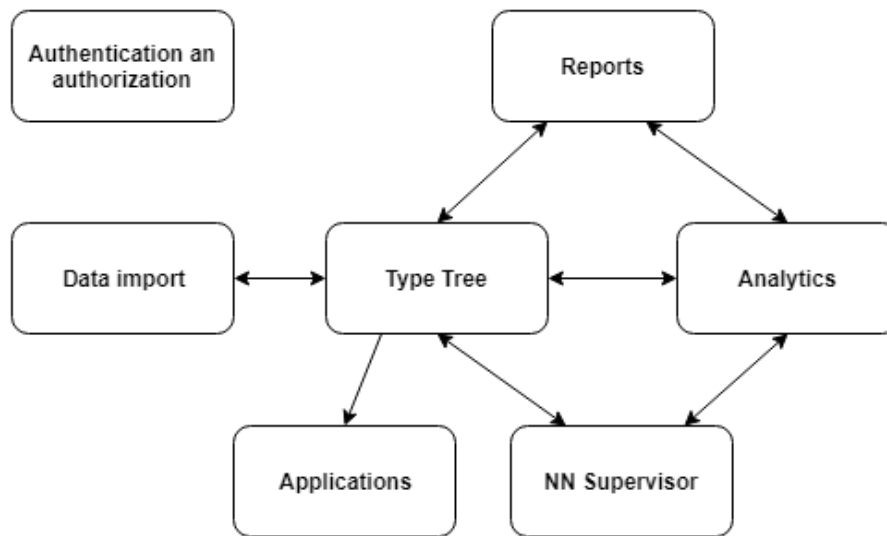 Authentication an
authorization
Reports
Data import
Type Tree
Analytics
Applications
NN Supervisor